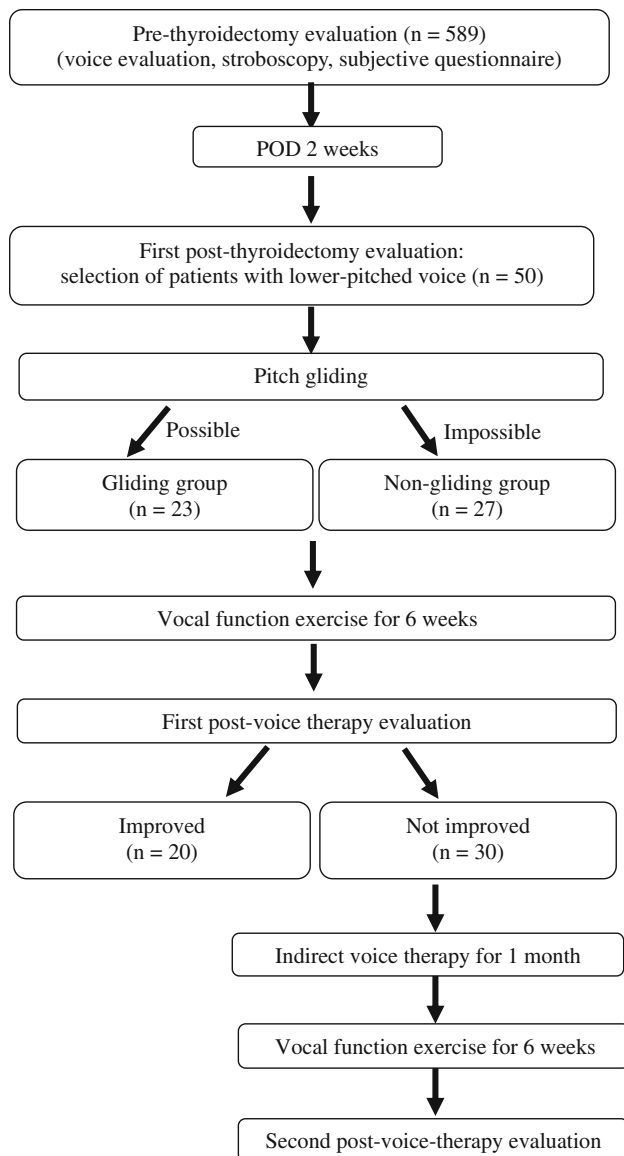 Pre-thyroidectomy evaluation (n = 589)
(voice evaluation, stroboscopy, subjective questionnaire)
POD 2 weeks
First post-thyroidectomy evaluation:
selection of patients with lower-pitched voice (n = 50)
Pitch gliding
Possible
Impossible
Gliding group
(n = 23)
Non-gliding group
(n = 27)
Vocal function exercise for 6 weeks
First post-voice therapy evaluation
Improved
(n = 20)
Not improved
(n = 30)
Indirect voice therapy for 1 month
Vocal function exercise for 6 weeks
Second post-voice-therapy evaluation